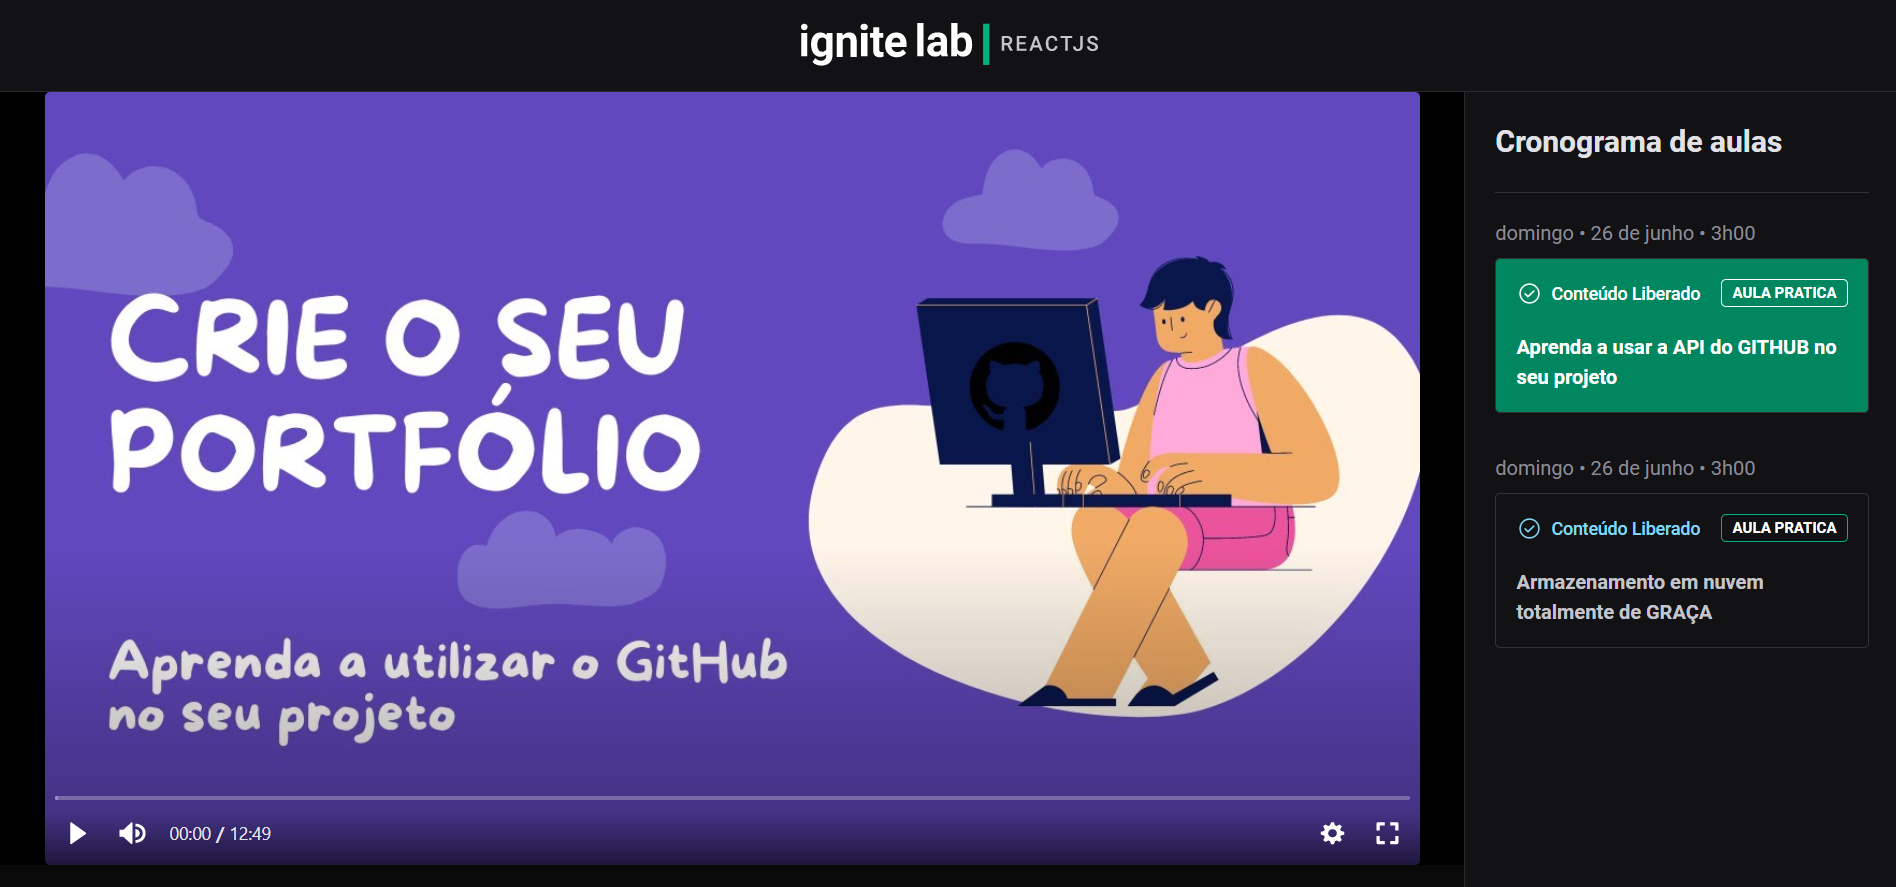 ignite lab | REACTJS
CRIE O SEU
PORTFÓLIO
Aprenda a utilizar o GitHub
no seu projeto
00:00 / 12:49
Cronograma de aulas
domingo • 26 de junho • 3h00
Conteúdo Liberado AULA PRATICA
Aprenda a usar a API do GITHUB no
seu projeto
domingo • 26 de junho • 3h00
Conteúdo Liberado AULA PRATICA
Armazenamento em nuvem
totalmente de GRAÇA